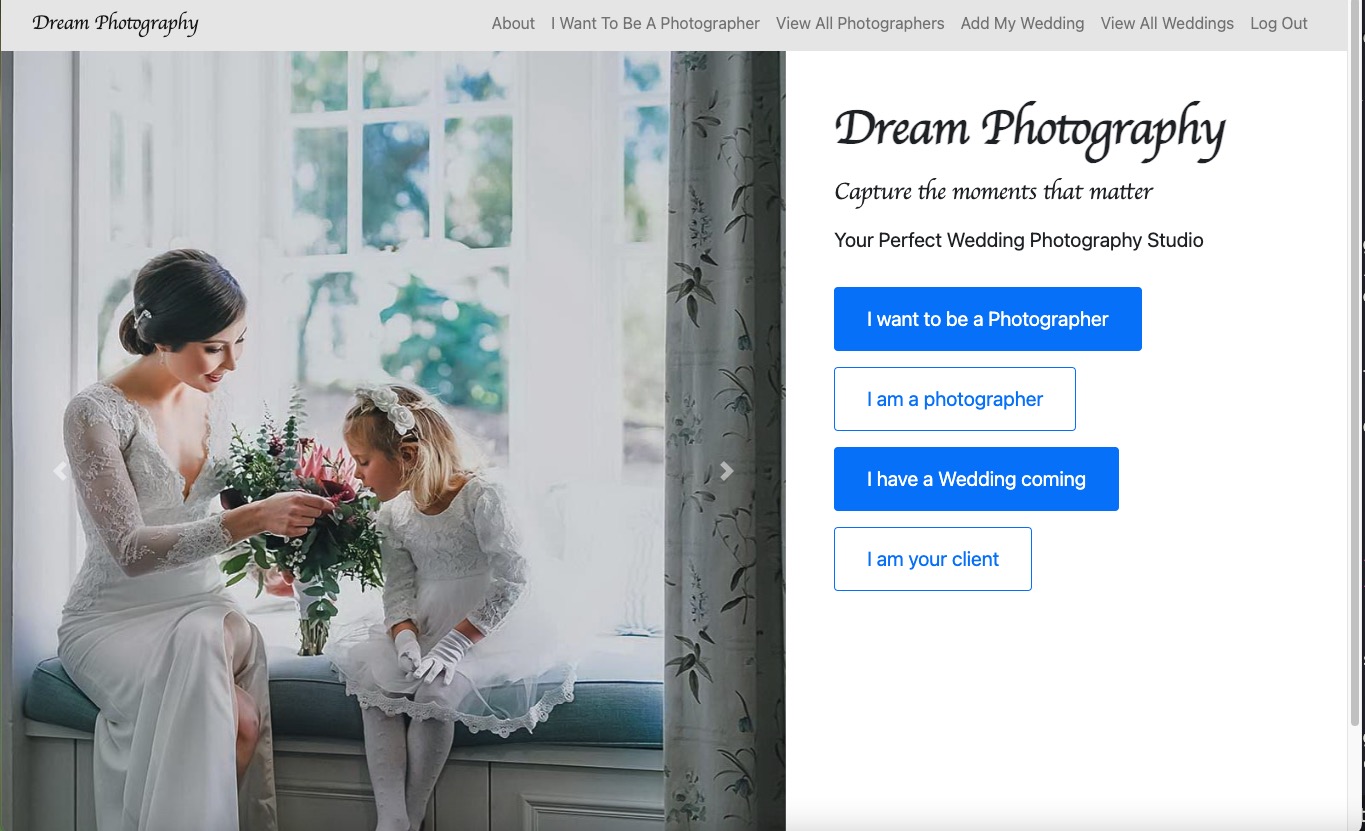 Dream Photography
About I Want To Be A Photographer View All Photographers Add My Wedding View All Weddings Log Out
Dream Photography
Capture the moments that matter
Your Perfect Wedding Photography Studio
I want to be a Photographer
I am a photographer
I have a Wedding coming
I am your client